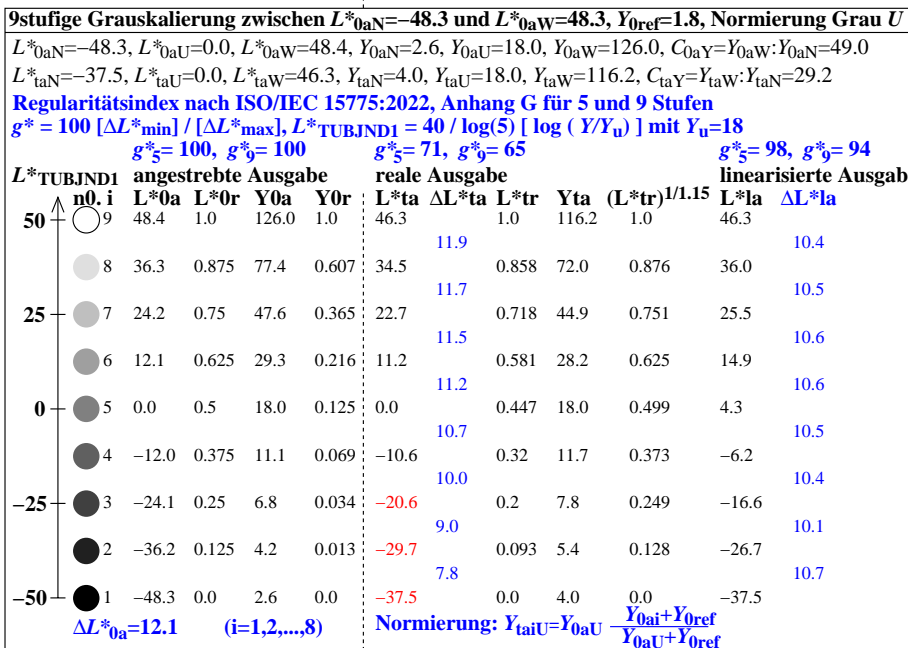 9stufige Grauskalierung zwischen L*0aN=−48.3 und L*0aW=48.3, Y0ref=1.8, Normierung Grau U
L*0aN=−48.3, L*0aU=0.0, L*0aW=48.4, Y0aN=2.6, Y0aU=18.0, Y0aW=126.0, C0aY=Y0aW:Y0aN=49.0
L*taN=−37.5, L*taU=0.0, L*taW=46.3, YtaN=4.0, YtaU=18.0, YtaW=116.2, CtaY=YtaW:YtaN=29.2
Regularitätsindex nach ISO/IEC 15775:2022, Anhang G für 5 und 9 Stufen
g* = 100 [ΔL*min] / [ΔL*max], L*TUBJND1 = 40 / log(5) [ log ( Y/Yu) ] mit Yu=18
g*5= 100, g*9= 100 g*5= 71, g*9= 65 g*5= 98, g*9= 94
L*TUBJND1 angestrebte Ausgabe reale Ausgabe linearisierte Ausgab
n0. i L*0a L*0r Y0a Y0r L*ta ΔL*ta L*tr Yta (L*tr)1/1.15 L*la ΔL*la
50 9 48.4 1.0 126.0 1.0 46.3 1.0 116.2 1.0 46.3
11.9 10.4
8 36.3 0.875 77.4 0.607 34.5 0.858 72.0 0.876 36.0
11.7 10.5
25 7 24.2 0.75 47.6 0.365 22.7 0.718 44.9 0.751 25.5
11.5 10.6
6 12.1 0.625 29.3 0.216 11.2 0.581 28.2 0.625 14.9
11.2 10.6
0 5 0.0 0.5 18.0 0.125 0.0 0.447 18.0 0.499 4.3
10.7 10.5
4 −12.0 0.375 11.1 0.069 −10.6 0.32 11.7 0.373 −6.2
10.0 10.4
−25 3 −24.1 0.25 6.8 0.034 −20.6 0.2 7.8 0.249 −16.6
9.0 10.1
2 −36.2 0.125 4.2 0.013 −29.7 0.093 5.4 0.128 −26.7
7.8 10.7
−50 1 −48.3 0.0 2.6 0.0 −37.5 0.0 4.0 0.0 −37.5
ΔL*0a=12.1 (i=1,2,...,8) Normierung: YtaiU=Y0aU Y0ai+Y0ref
Y0aU+Y0ref